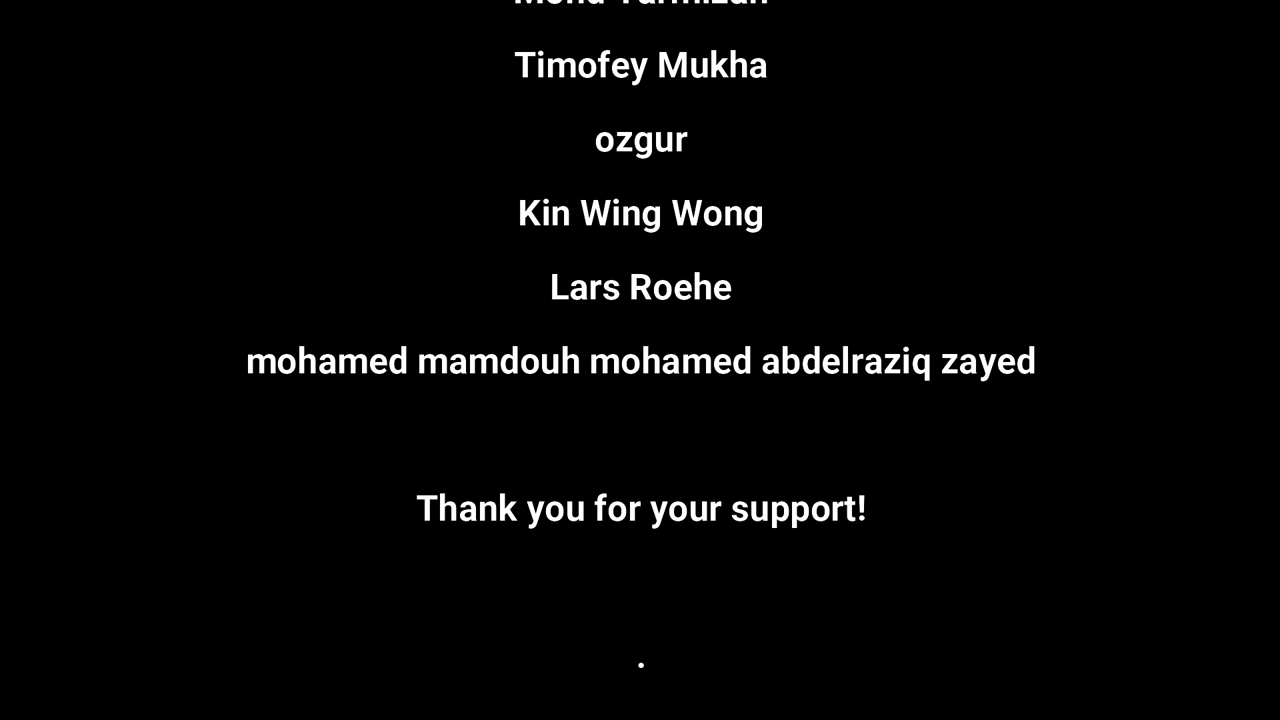 Timofey Mukha
ozgur
Kin Wing Wong
Lars Roehe
mohamed mamdouh mohamed abdelraziq zayed
Thank you for your support!
.